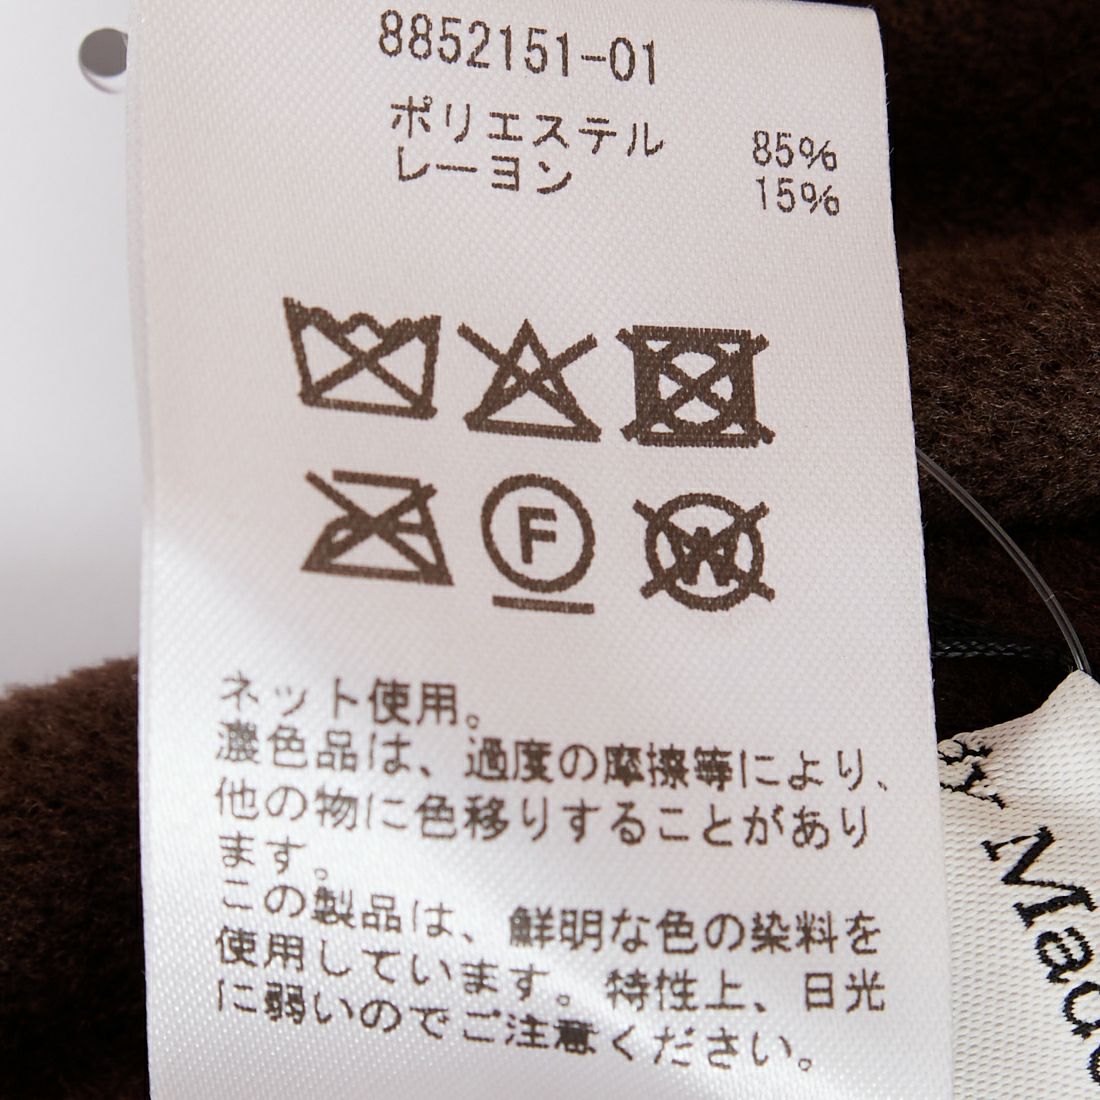 8852151-01
ポリエステル 85%
レーヨン 15%
F
W
ネット使用。
濃色品は、過度の摩擦等により、
他の物に色移りすることがあり
ます。
この製品は、鮮明な色の染料を
使用しています。特性上、日光
に弱いのでご注意ください。
by Made